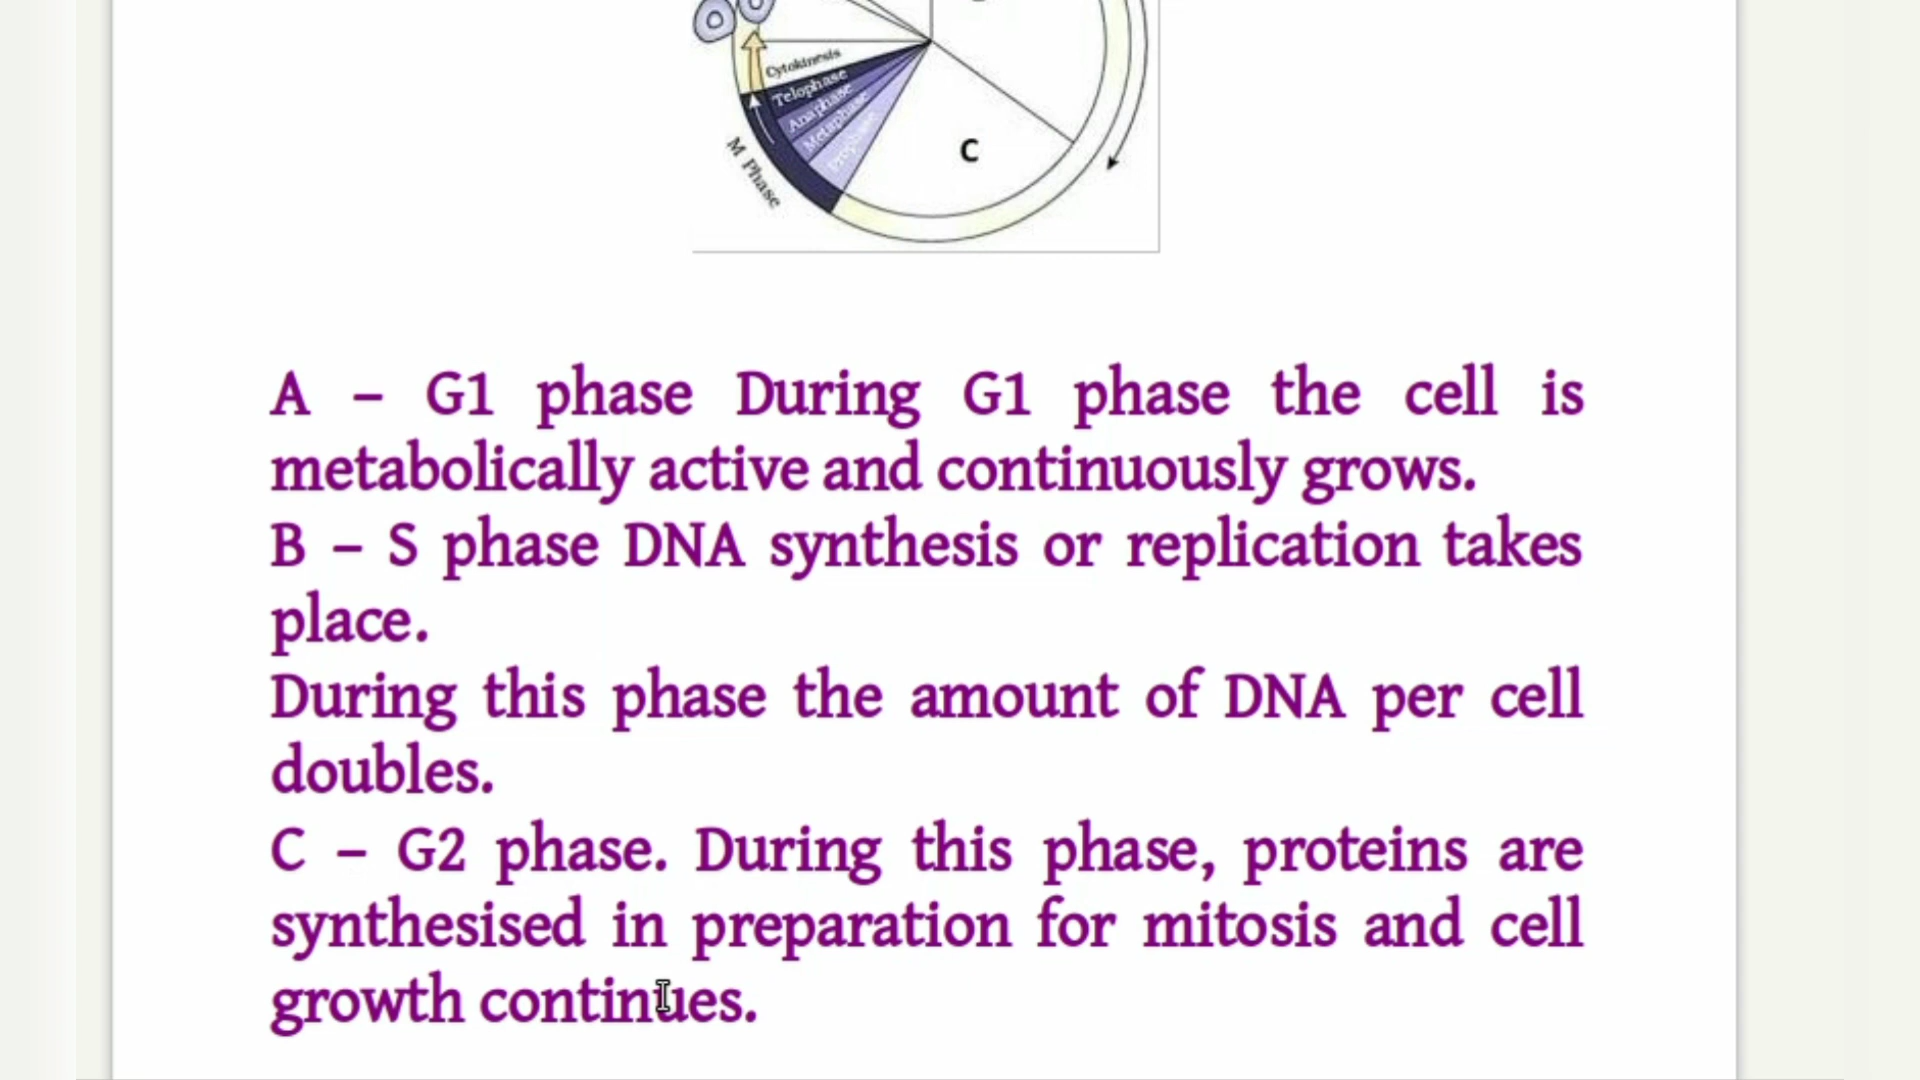 Cytokinesis
Telophase
Anaphase
Metaphase
Prophase
M Phase
C
A – G1 phase During G1 phase the cell is
metabolically active and continuously grows.
B – S phase DNA synthesis or replication takes
place.
During this phase the amount of DNA per cell
doubles.
C – G2 phase. During this phase, proteins are
synthesised in preparation for mitosis and cell
growth continues.